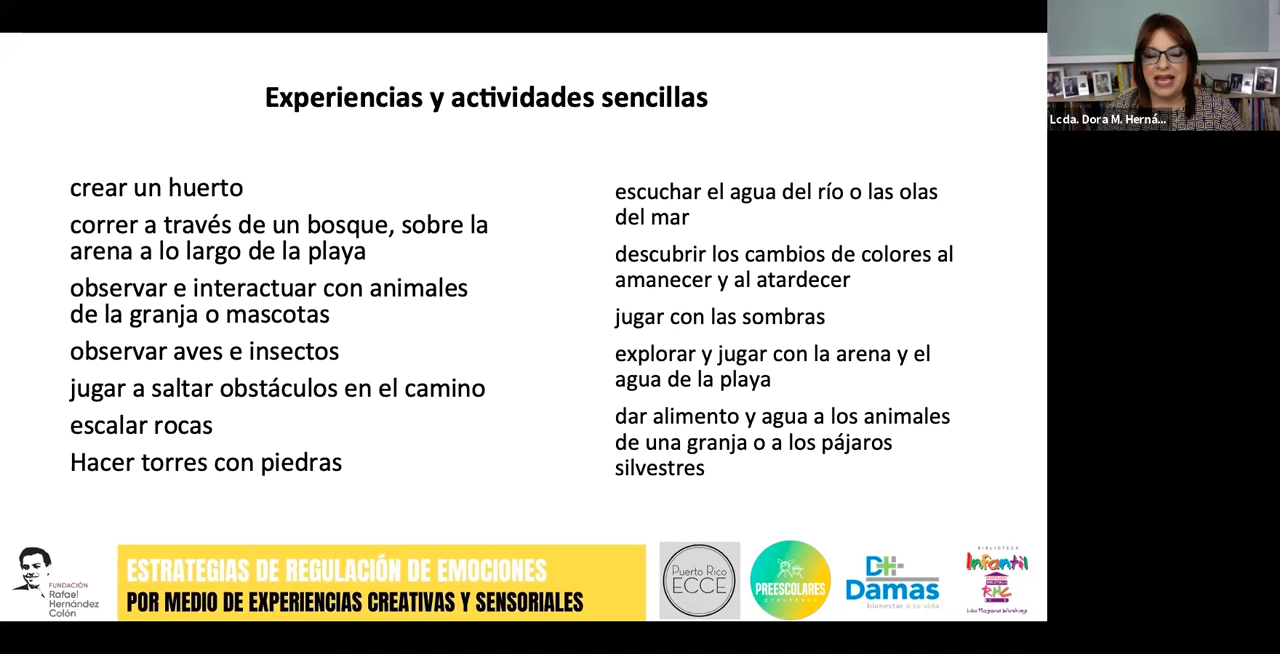 Experiencias y actividades sencillas
crear un huerto
correr a través de un bosque, sobre la
arena a lo largo de la playa
observar e interactuar con animales
de la granja o mascotas
observar aves e insectos
jugar a saltar obstáculos en el camino
escalar rocas
Hacer torres con piedras
escuchar el agua del río o las olas
del mar
descubrir los cambios de colores al
amanecer y al atardecer
jugar con las sombras
explorar y jugar con la arena y el
agua de la playa
dar alimento y agua a los animales
de una granja o a los pájaros
silvestres
Lcda. Dora M. Herná...
FUNDACIÓN
Rafael
Hernández
Colón
ESTRATEGIAS DE REGULACIÓN DE EMOCIONES
POR MEDIO DE EXPERIENCIAS CREATIVAS Y SENSORIALES
Puerto Rico
ECCE
PREESCOLARES
Damas
bienestar a tu vida
BIBLIOTECA
Infantil
RHC
Lila Mayoral Wirshing